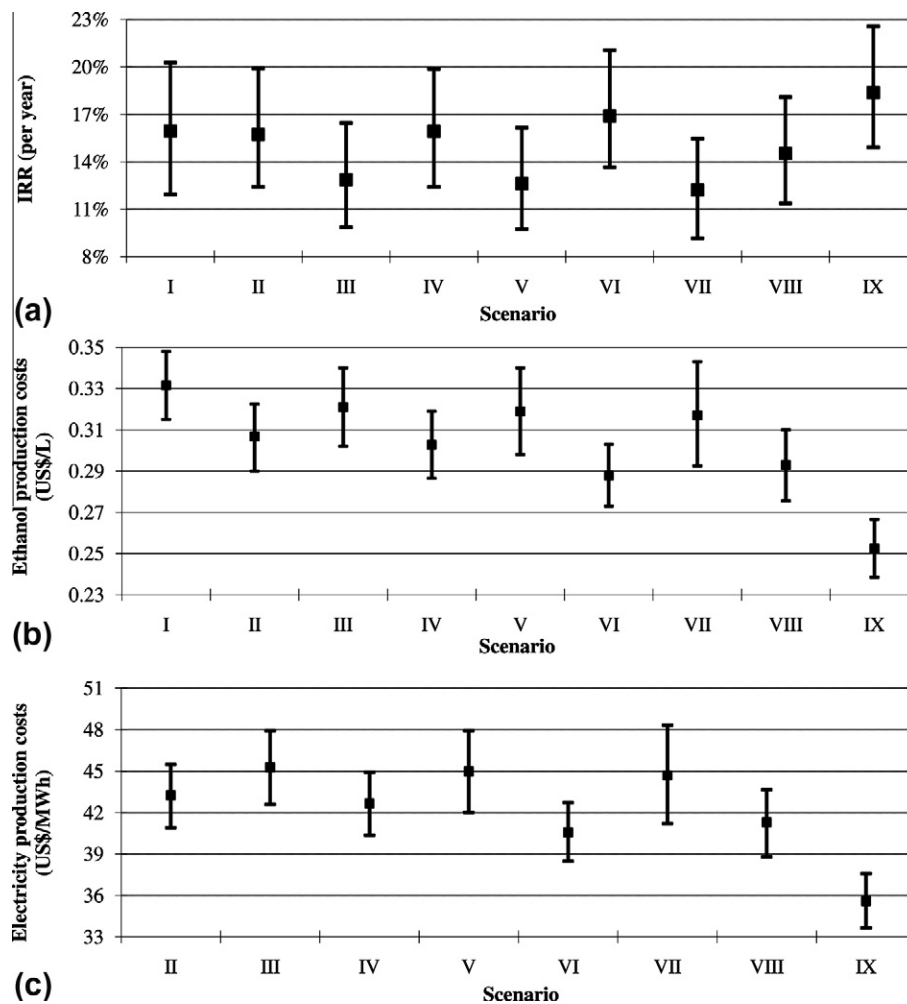 23%
20%
17%
14%
11%
8%
IRR (per year)
I II III IV V VI VII VIII IX
Scenario
(a)
0.35
0.33
0.31
0.29
0.27
0.25
0.23
Ethanol production costs
(US$/L)
I II III IV V VI VII VIII IX
Scenario
(b)
51
48
45
42
39
36
33
Electricity production costs
(US$/MWh)
II III IV V VI VII VIII IX
Scenario
(c)